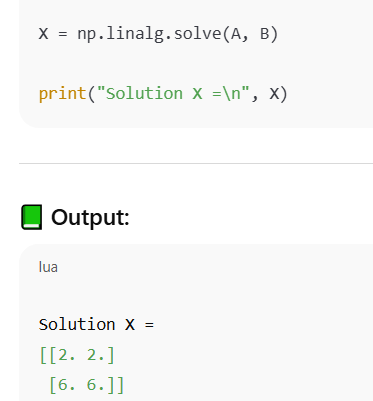 X = np.linalg.solve(A, B)
print("Solution X =\n", X)
Output:
lua
Solution X =
[[2. 2.]
[6. 6.]]